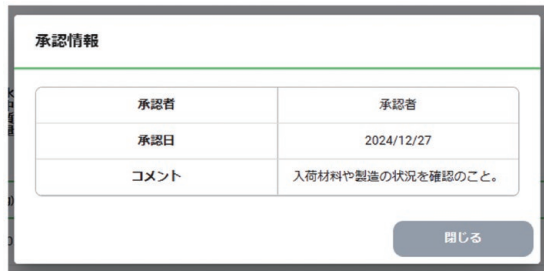 承認情報
承認者 承認者
承認日 2024/12/27
コメント 入荷材料や製造の状況を確認のこと。
閉じる